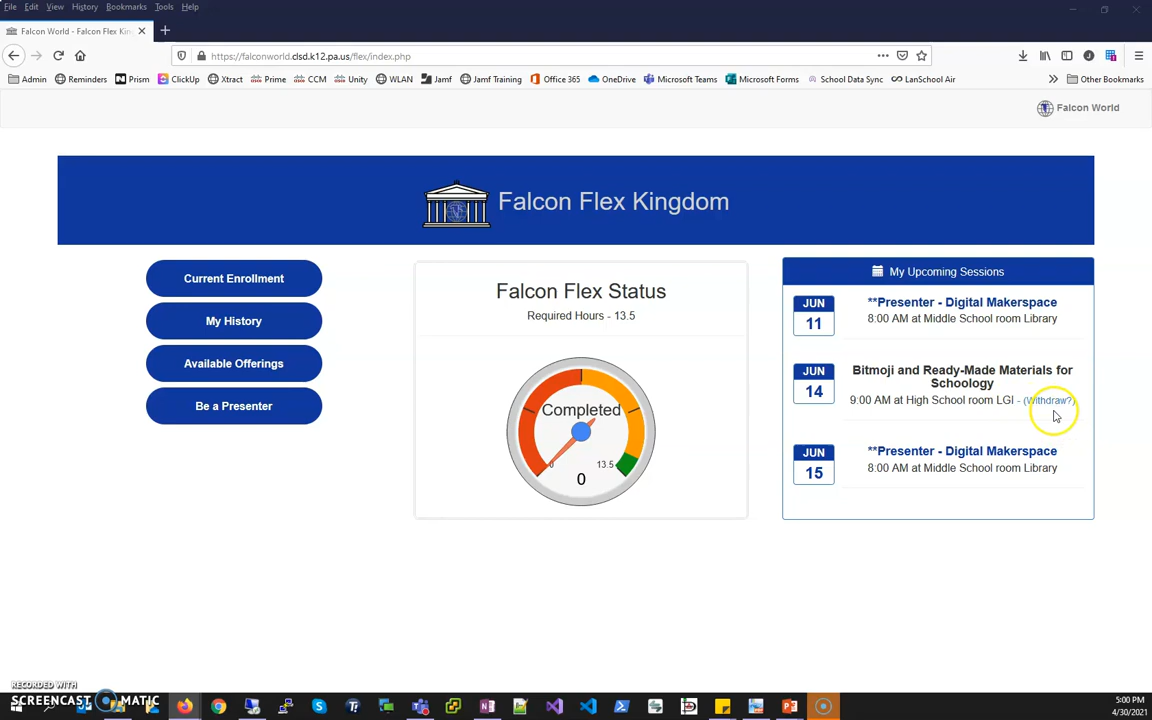 File Edit View History Bookmarks Tools Help
Falcon World - Falcon Flex King
https://falconworld.clsd.k12.pa.us/flex/index.php
Admin Reminders Prism ClickUp Xtract Prime CCM Unity WLAN Jamf Jamf Training Office 365 OneDrive Microsoft Teams Microsoft Forms School Data Sync LanSchool Air Other Bookmarks
Falcon World
Falcon Flex Kingdom
Current Enrollment
My History
Available Offerings
Be a Presenter
Falcon Flex Status
Required Hours - 13.5
Completed
0
13.5
0
My Upcoming Sessions
JUN
11
**Presenter - Digital Makerspace
8:00 AM at Middle School room Library
JUN
14
Bitmoji and Ready-Made Materials for
Schoology
9:00 AM at High School room LGI - (Withdraw?)
JUN
15
**Presenter - Digital Makerspace
8:00 AM at Middle School room Library
RECORDED WITH
SCREENCAST MATIC
5:00 PM
4/30/2021